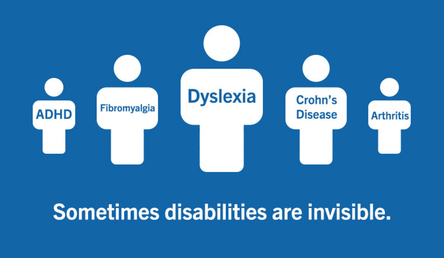 ADHD
Fibromyalgia
Dyslexia
Crohn's
Disease
Arthritis
Sometimes disabilities are invisible.